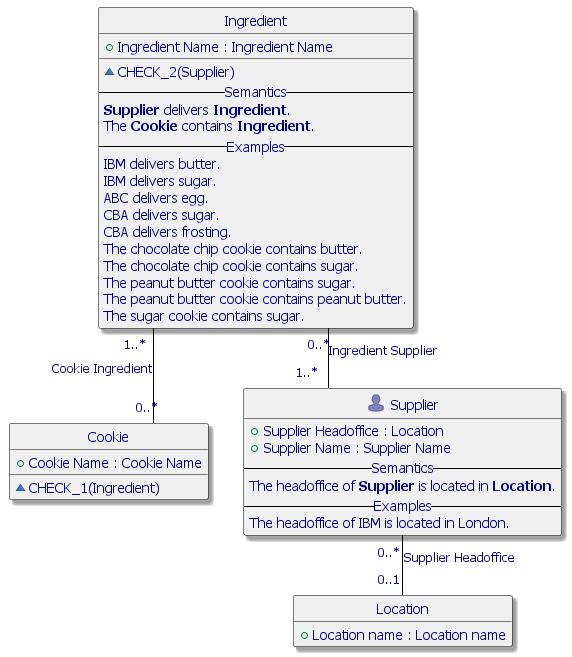 Ingredient
Ingredient Name : Ingredient Name
CHECK_2(Supplier)
Semantics
Supplier delivers Ingredient.
The Cookie contains Ingredient.
Examples
IBM delivers butter.
IBM delivers sugar.
ABC delivers egg.
CBA delivers sugar.
CBA delivers frosting.
The chocolate chip cookie contains butter.
The chocolate chip cookie contains sugar.
The peanut butter cookie contains sugar.
The peanut butter cookie contains peanut butter.
The sugar cookie contains sugar.
1..*
Cookie Ingredient
0..*
0..*
Ingredient Supplier
1..*
Cookie
Cookie Name : Cookie Name
CHECK_1(Ingredient)
Supplier
Supplier Headoffice : Location
Supplier Name : Supplier Name
Semantics
The headoffice of Supplier is located in Location.
Examples
The headoffice of IBM is located in London.
0..*
Supplier Headoffice
0..1
Location
Location name : Location name